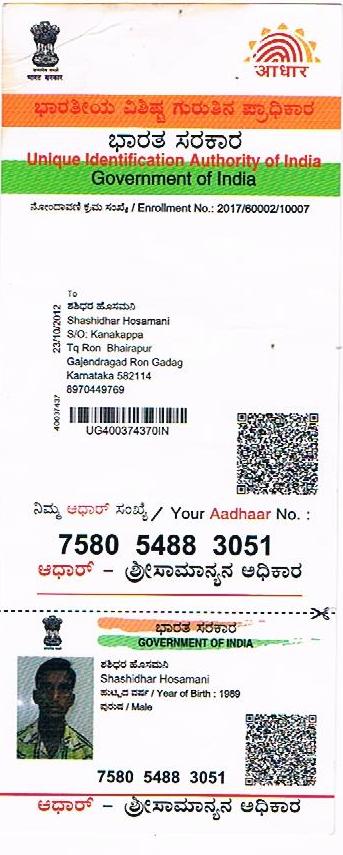 भारत सरकार
आधार
ಭಾರತೀಯ ವಿಶಿಷ್ಟ ಗುರುತಿನ ಪ್ರಾಧಿಕಾರ
ಭಾರತ ಸರಕಾರ
Unique Identification Authority of India
Government of India
ನೋಂದಾವಣಿ ಕ್ರಮ ಸಂಖ್ಯೆ / Enrollment No.: 2017/60002/10007
23/10/2012
To
ಶಶಿಧರ ಹೊಸಮನಿ
Shashidhar Hosamani
S/O: Kanakappa
Tq Ron Bhairapur
Gajendragad Ron Gadag
Karnataka 582114
8970449769
40037437
UG400374370IN
ನಿಮ್ಮ ಆಧಾರ್ ಸಂಖ್ಯೆ / Your Aadhaar No. :
7580 5488 3051
ಆಧಾರ್ – ಶ್ರೀಸಾಮಾನ್ಯನ ಅಧಿಕಾರ
ಭಾರತ ಸರಕಾರ
GOVERNMENT OF INDIA
ಶಶಿಧರ ಹೊಸಮನಿ
Shashidhar Hosamani
ಹುಟ್ಟಿದ ವರ್ಷ / Year of Birth : 1989
ಪುರುಷ / Male
7580 5488 3051
ಆಧಾರ್ – ಶ್ರೀಸಾಮಾನ್ಯನ ಅಧಿಕಾರ